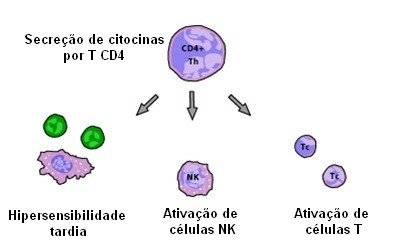 Secreção de citocinas
por T CD4
CD4+
Th
NK
Tc
Tc
Hipersensibilidade
tardia
Ativação de
células NK
Ativação de
células T